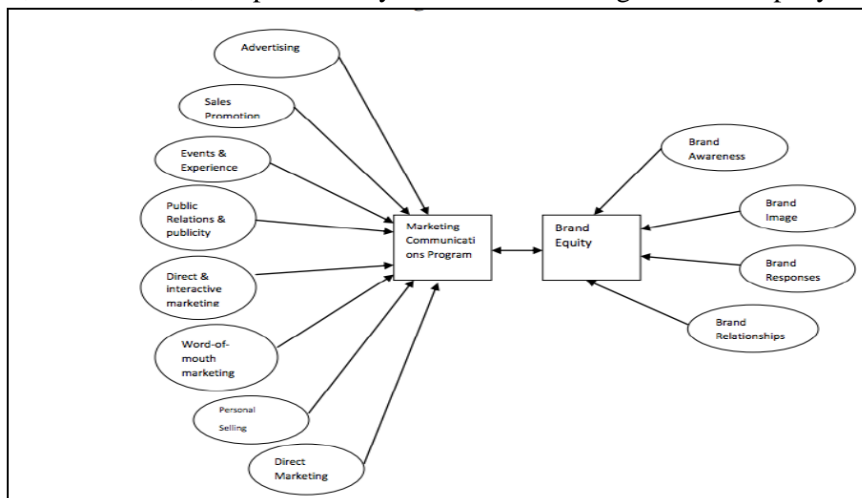 Advertising
Sales
Promotion
Events &
Experience
Public
Relations &
publicity
Direct &
interactive
marketing
Word-of-
mouth
marketing
Personal
Selling
Direct
Marketing
Marketing
Communicati
ons Program
Brand
Equity
Brand
Awareness
Brand
Image
Brand
Responses
Brand
Relationships